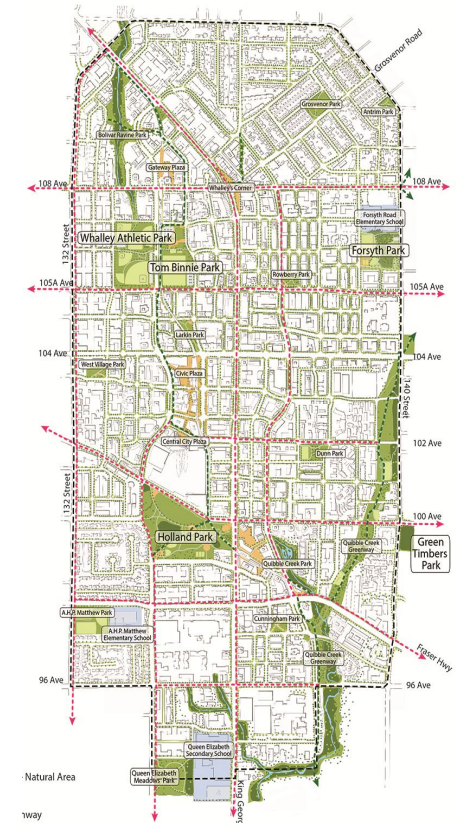 Grosvenor Road
Grosvenor Park
Antrim Park
Bolivar Ravine Park
Gateway Plaza
108 Ave
Whalley's Corner
108 Ave
Forsyth Road
Elementary School
132 Street
Whalley Athletic Park
Forsyth Park
Tom Binnie Park
Rowberry Park
105A Ave
105A Ave
Larkin Park
104 Ave
104 Ave
West Village Park
Civic Plaza
140 Street
Central City Plaza
102 Ave
Dunn Park
132 Street
100 Ave
Holland Park
Quibble Creek
Greenway
Green
Timbers
Park
Quibble Creek Park
A.H.P. Matthew Park
Cunningham Park
A.H.P. Matthew
Elementary School
Fraser Hwy
Quibble Creek
Greenway
96 Ave
96 Ave
Queen Elizabeth
Secondary School
Natural Area
Queen Elizabeth
Meadows Park
King Georg
way